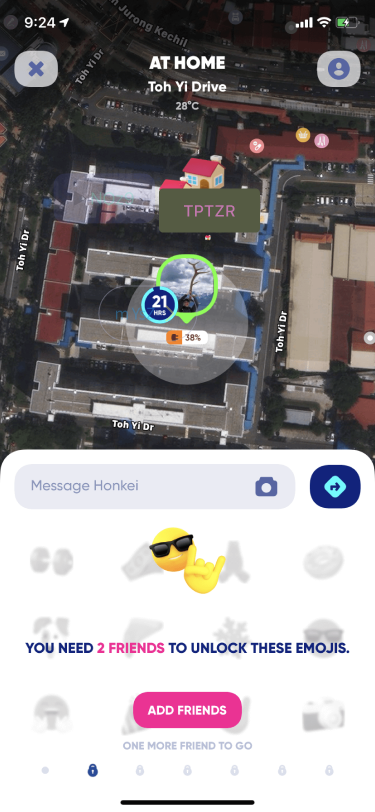 9:24
n Jurong Kechil
Toh Yi Dr
AT HOME
Toh Yi Drive
28°C
TPTZR
Toh Yi Dr
21
HRS
38%
Toh Yi Dr
Toh Yi Dr
Message Honkei
YOU NEED 2 FRIENDS TO UNLOCK THESE EMOJIS.
ADD FRIENDS
ONE MORE FRIEND TO GO